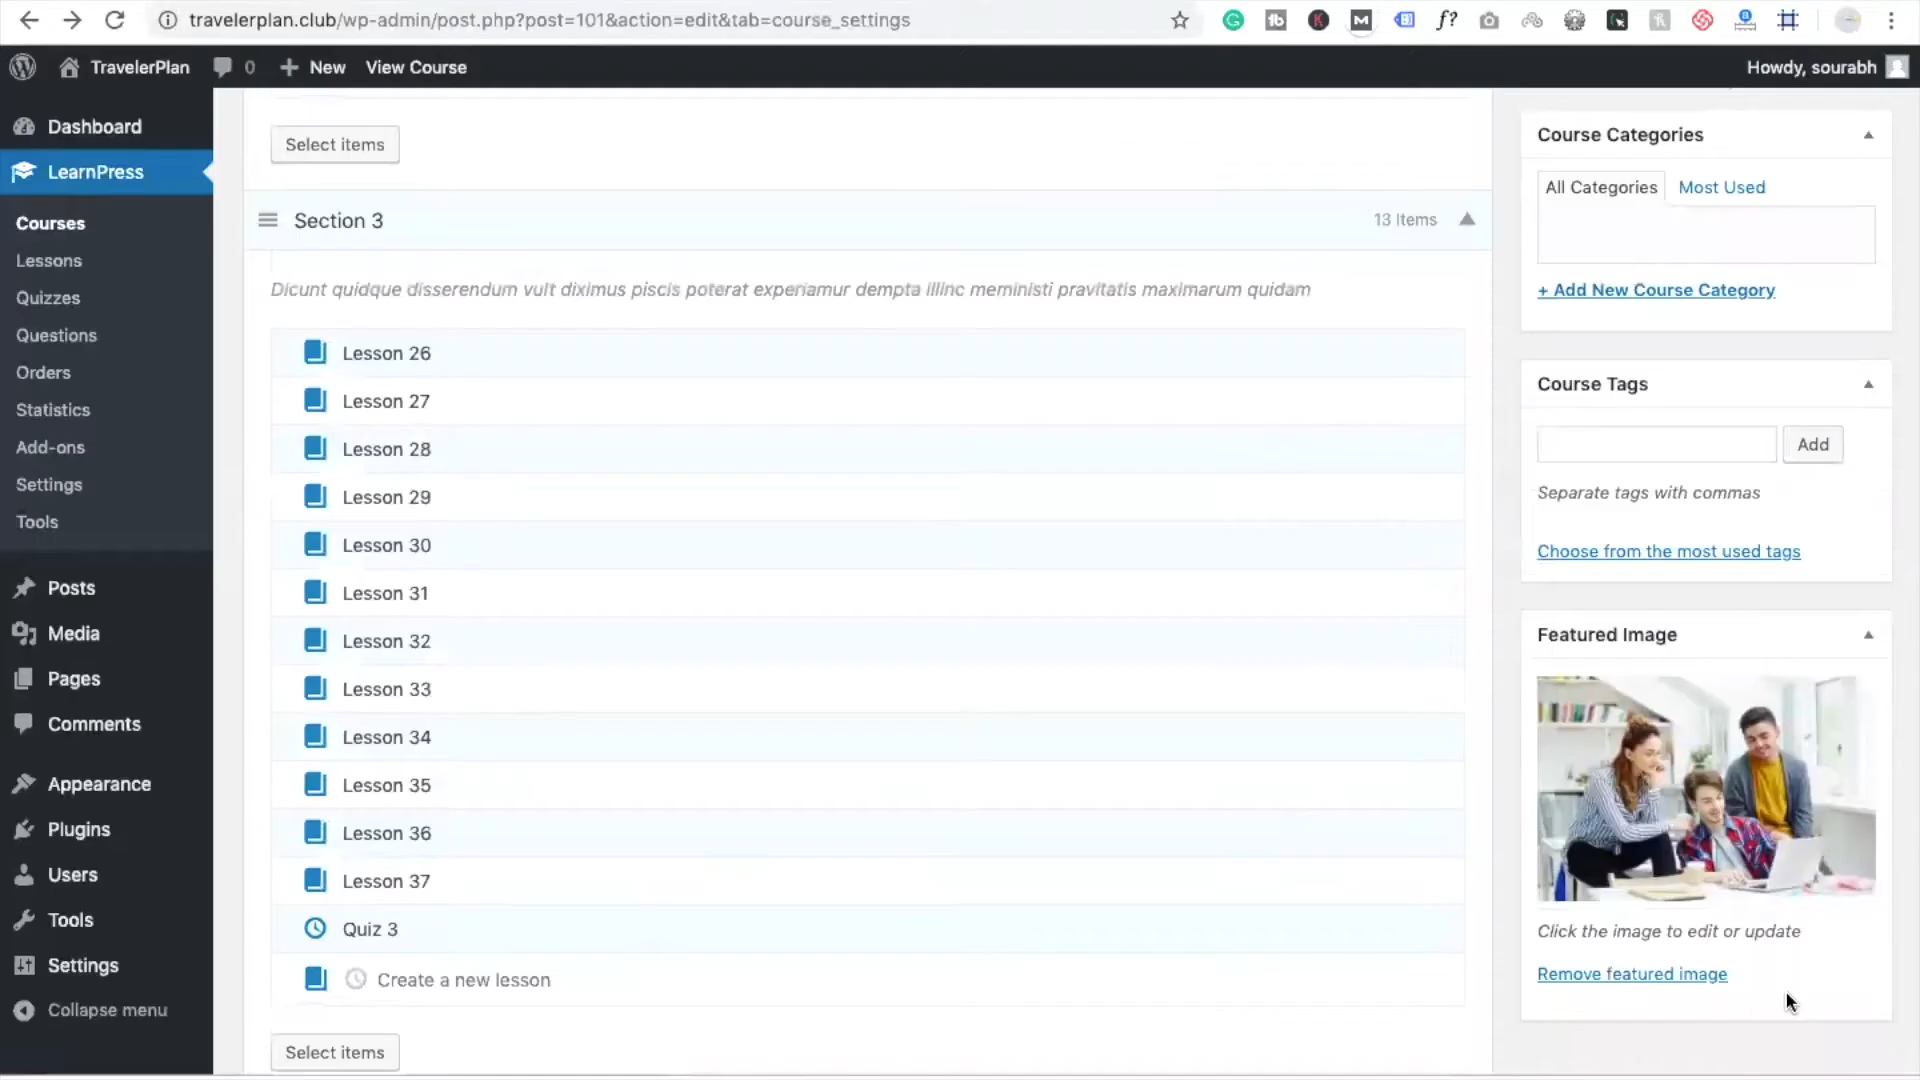 travelerplan.club/wp-admin/post.php?post=101&action=edit&tab=course_settings
TravelerPlan
0
New
View Course
Howdy, sourabh
Dashboard
LearnPress
Courses
Lessons
Quizzes
Questions
Orders
Statistics
Add-ons
Settings
Tools
Posts
Media
Pages
Comments
Appearance
Plugins
Users
Tools
Settings
Collapse menu
Select items
Section 3
13 Items
Dicunt quidque disserendum vult diximus piscis poterat experiamur dempta illinc meministi pravitatis maximarum quidam
Lesson 26
Lesson 27
Lesson 28
Lesson 29
Lesson 30
Lesson 31
Lesson 32
Lesson 33
Lesson 34
Lesson 35
Lesson 36
Lesson 37
Quiz 3
Create a new lesson
Select items
Course Categories
All Categories
Most Used
+ Add New Course Category
Course Tags
Add
Separate tags with commas
Choose from the most used tags
Featured Image
Click the image to edit or update
Remove featured image